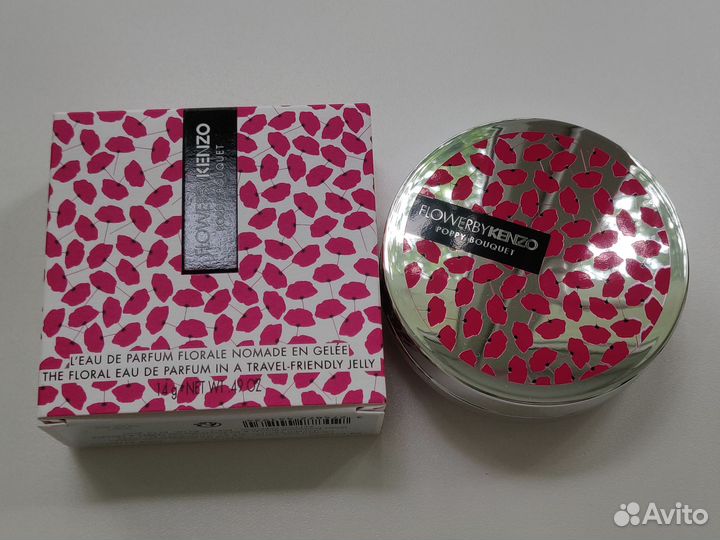 FLOWERBYKENZO
POPPY BOUQUET
L'EAU DE PARFUM FLORALE NOMADE EN GELÉE
THE FLORAL EAU DE PARFUM IN A TRAVEL-FRIENDLY JELLY
14 g・NET WT .49 OZ
FLOWERBYKENZO
POPPY BOUQUET
Avito